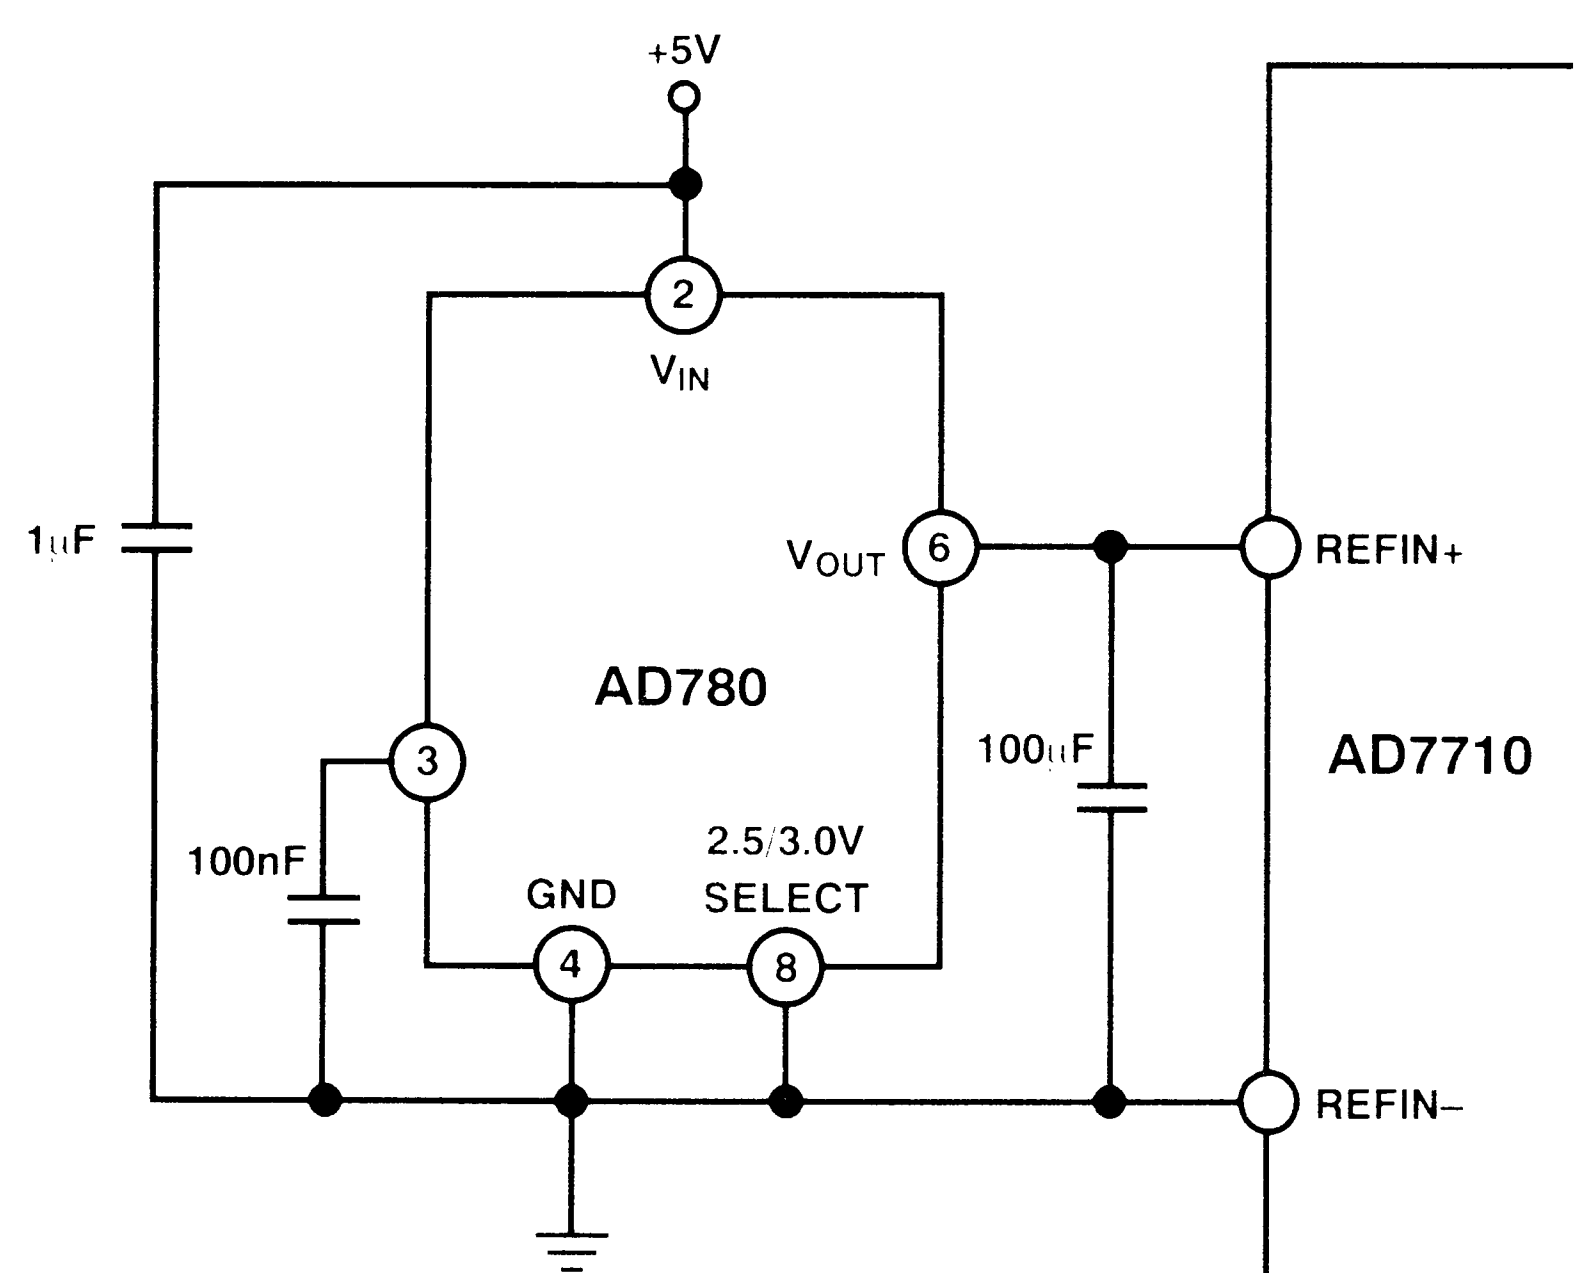 +5V
2
VIN
1µF
VOUT
6
REFIN+
AD780
3
100µF
AD7710
2.5/3.0V
100nF
GND
SELECT
4
8
REFIN−